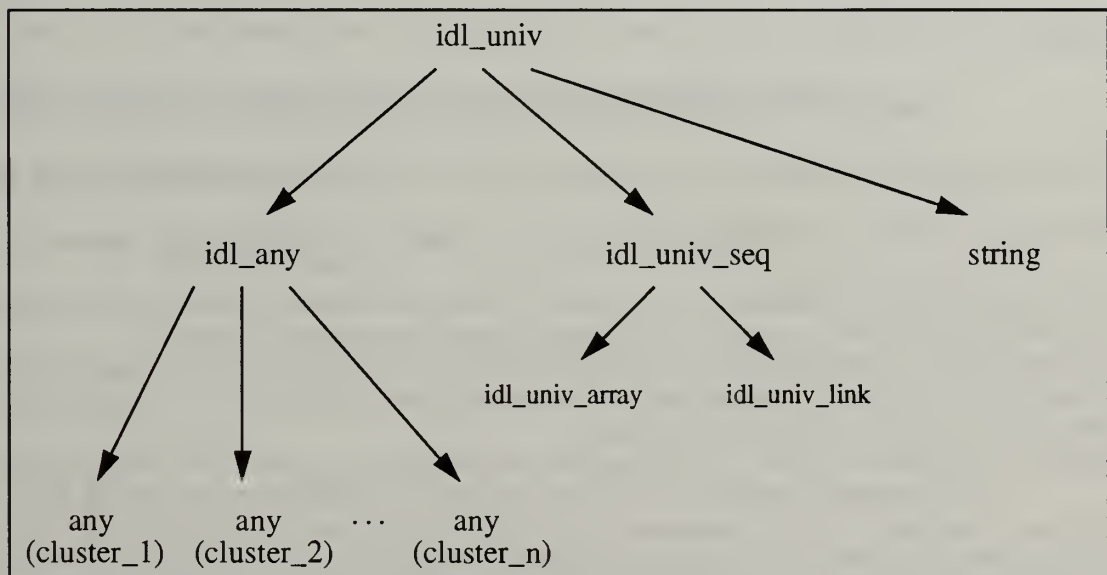 idl_univ
idl_any idl_univ_seq string
idl_univ_array idl_univ_link
any any ··· any
(cluster_1) (cluster_2) (cluster_n)